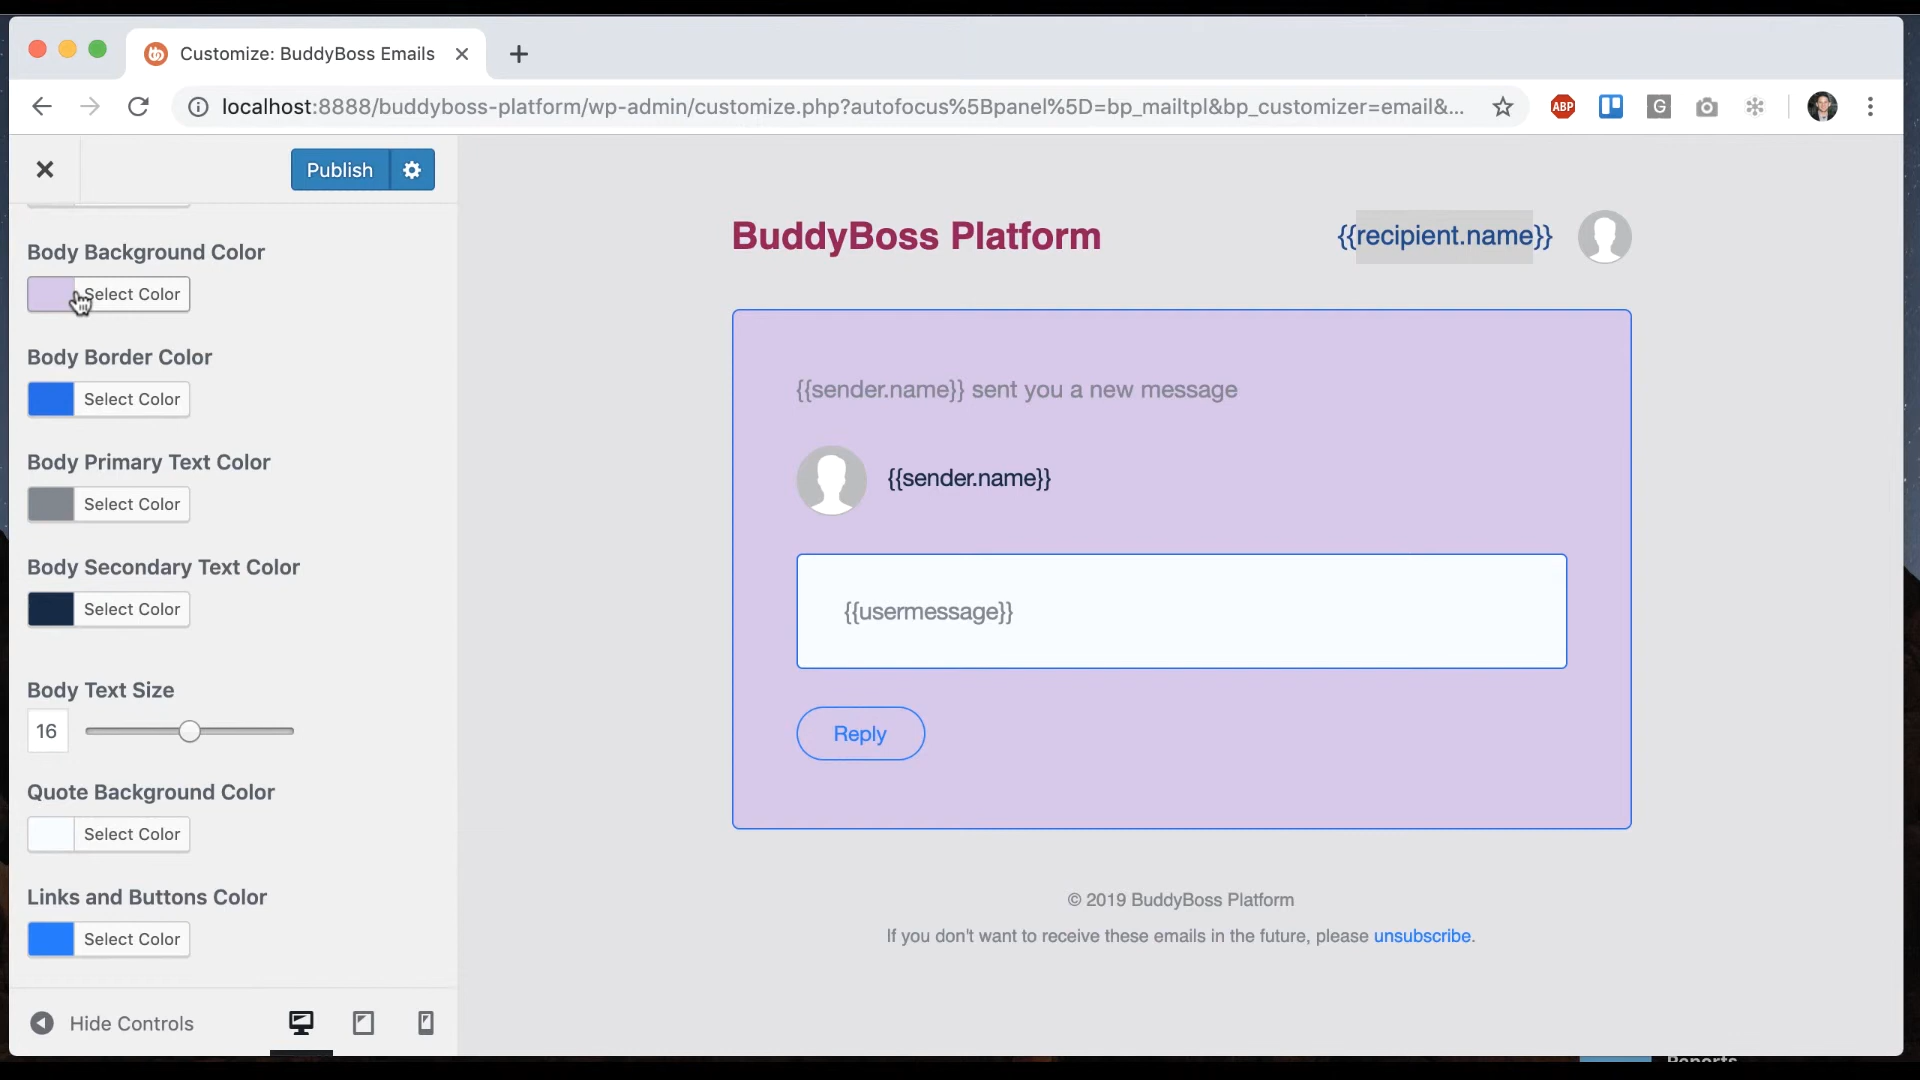 Customize: BuddyBoss Emails
localhost:8888/buddyboss-platform/wp-admin/customize.php?autofocus%5Bpanel%5D=bp_mailtpl&bp_customizer=email&...
ABP
G
Publish
Body Background Color
Select Color
Body Border Color
Select Color
Body Primary Text Color
Select Color
Body Secondary Text Color
Select Color
Body Text Size
16
Quote Background Color
Select Color
Links and Buttons Color
Select Color
Hide Controls
BuddyBoss Platform
{{recipient.name}}
{{sender.name}} sent you a new message
{{sender.name}}
{{usermessage}}
Reply
© 2019 BuddyBoss Platform
If you don't want to receive these emails in the future, please unsubscribe.
Reports